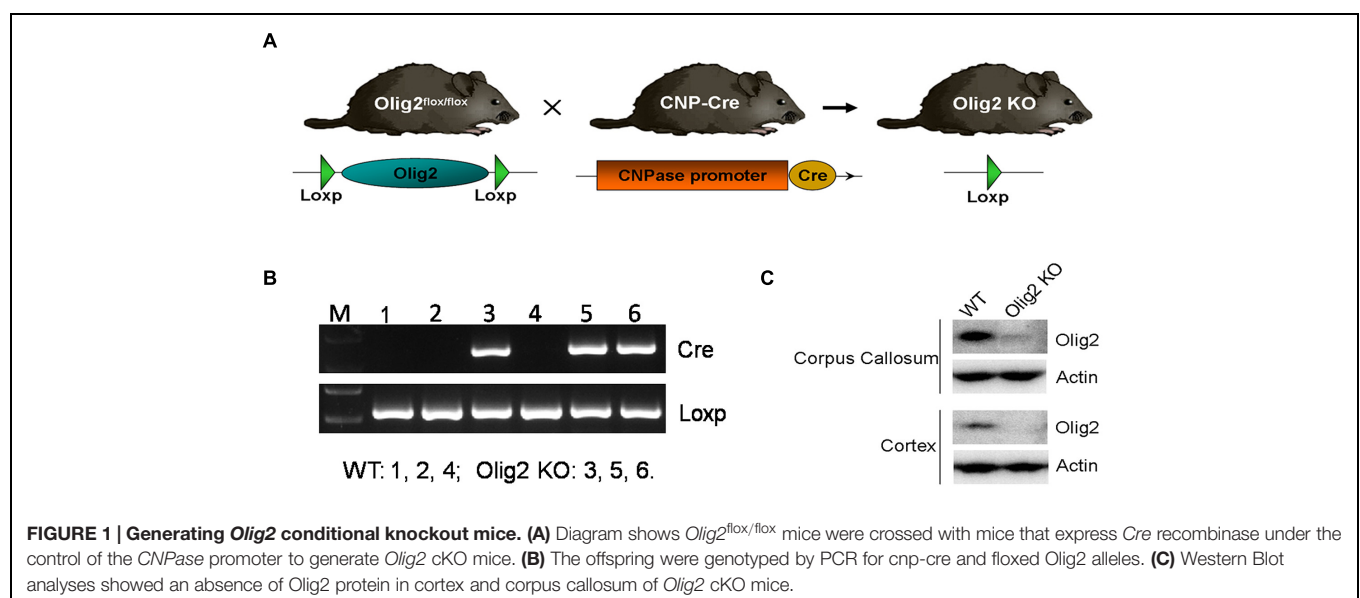 A
Olig2flox/flox
CNP-Cre
Olig2 KO
Olig2
CNPase promoter
Cre
Loxp
Loxp
Loxp
B
M 1 2 3 4 5 6
Cre
Loxp
WT: 1, 2, 4; Olig2 KO: 3, 5, 6.
C
WT
Olig2 KO
Corpus Callosum
Olig2
Actin
Cortex
Olig2
Actin
FIGURE 1 | Generating Olig2 conditional knockout mice. (A) Diagram shows Olig2flox/flox mice were crossed with mice that express Cre recombinase under the
control of the CNPase promoter to generate Olig2 cKO mice. (B) The offspring were genotyped by PCR for cnp-cre and floxed Olig2 alleles. (C) Western Blot
analyses showed an absence of Olig2 protein in cortex and corpus callosum of Olig2 cKO mice.